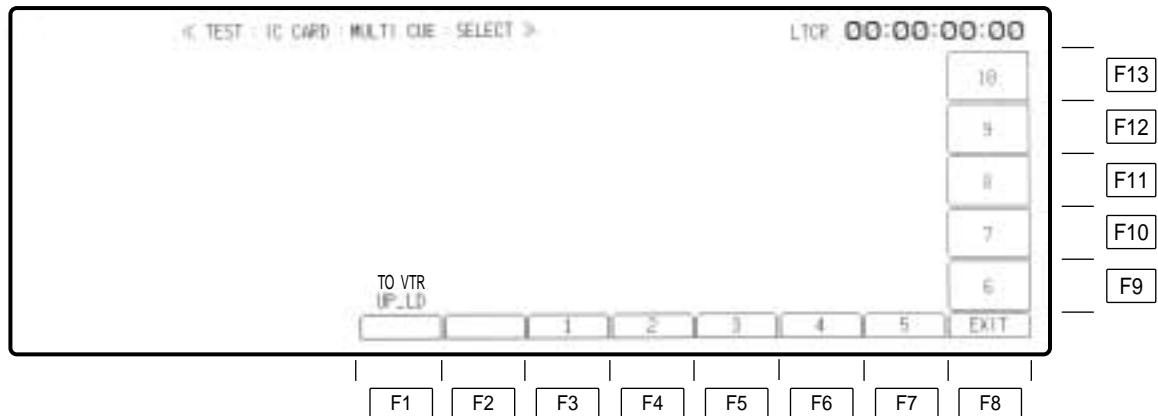 ≪ TEST : IC CARD : MULTI CUE : SELECT ≫ LTCR 00:00:00:00
10 F13
9 F12
8 F11
7 F10
6 F9
TO VTR
UP_LD
1 2 3 4 5 EXIT
F1 F2 F3 F4 F5 F6 F7 F8